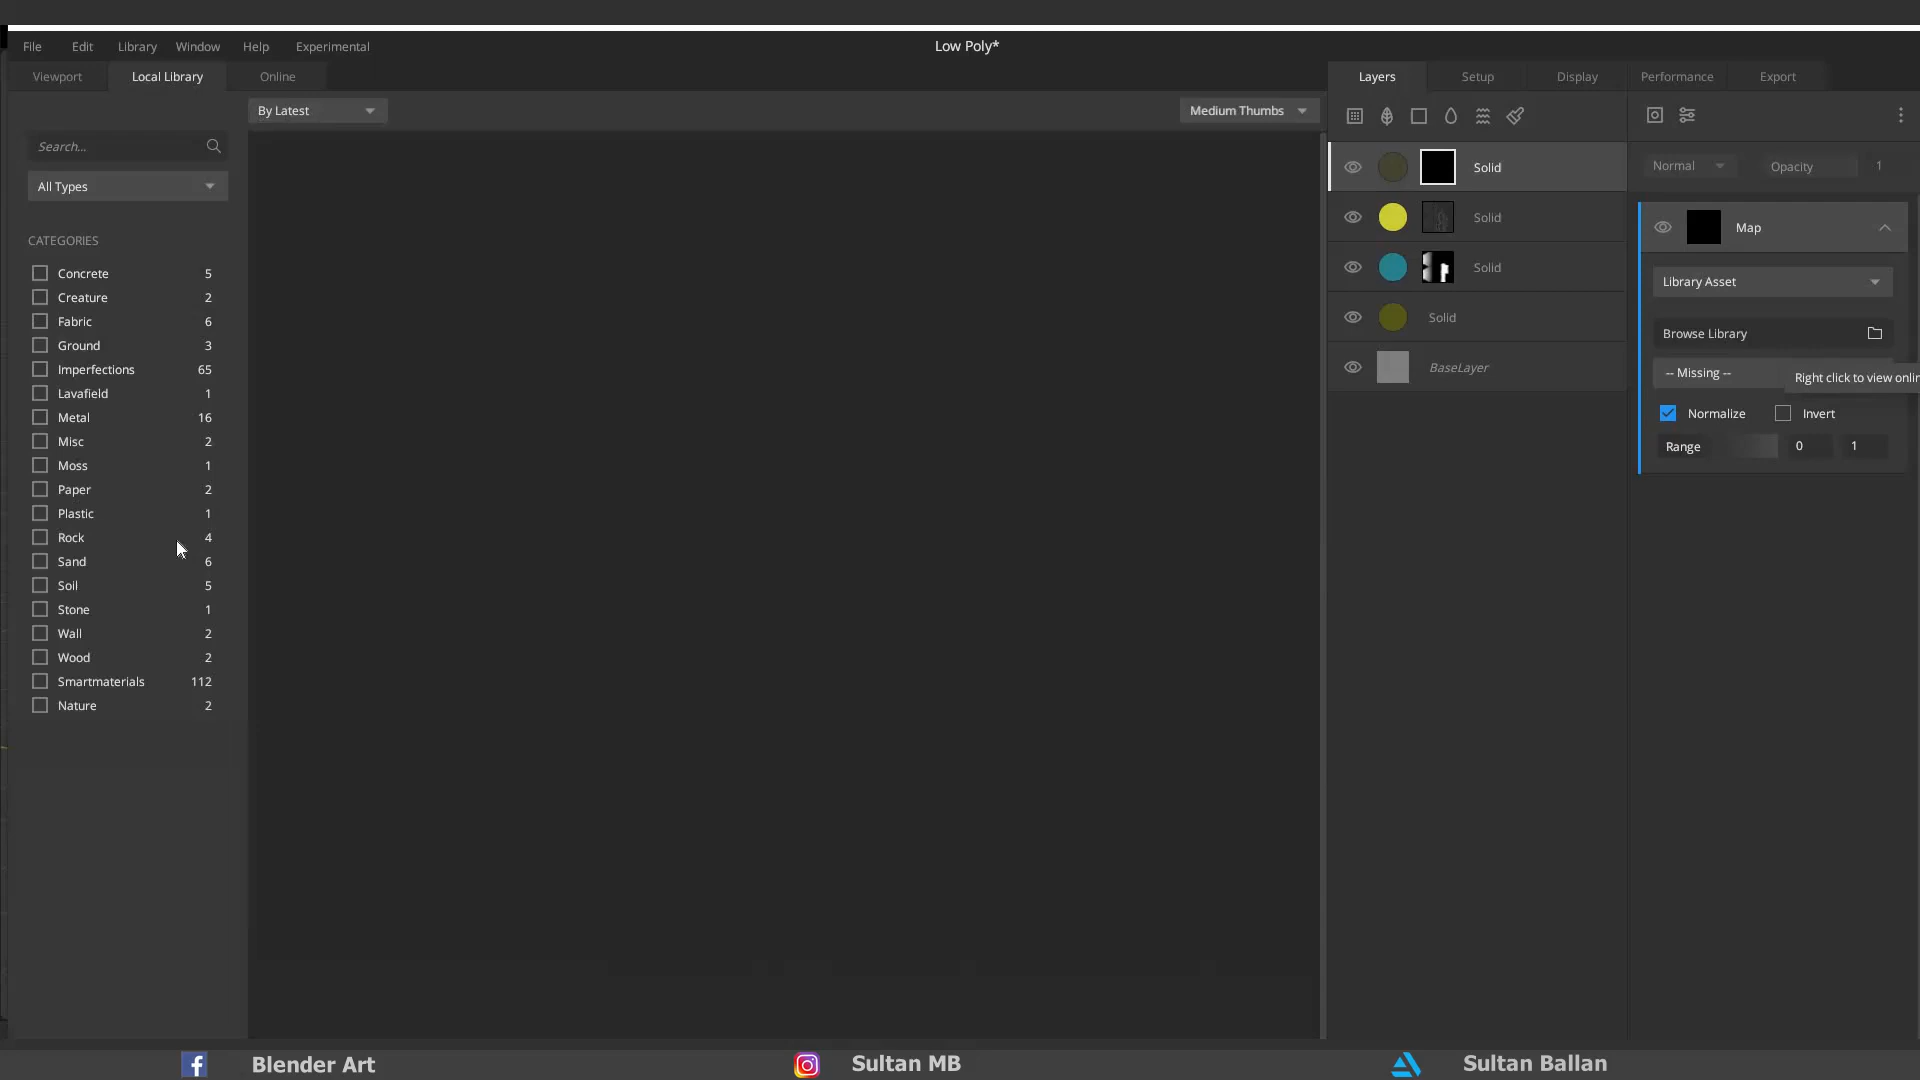 File Edit Library Window Help Experimental
Low Poly*
Viewport Local Library Online
Layers Setup Display Performance Export
By Latest
Medium Thumbs
Search...
All Types
CATEGORIES
Concrete 5
Creature 2
Fabric 6
Ground 3
Imperfections 65
Lavafield 1
Metal 16
Misc 2
Moss 1
Paper 2
Plastic 1
Rock 4
Sand 6
Soil 5
Stone 1
Wall 2
Wood 2
Smartmaterials 112
Nature 2
Solid
Solid
Solid
Solid
BaseLayer
Normal Opacity 1
Map
Library Asset
Browse Library
-- Missing --
Right click to view onlin
Normalize Invert
Range 0 1
Blender Art
Sultan MB
Sultan Ballan